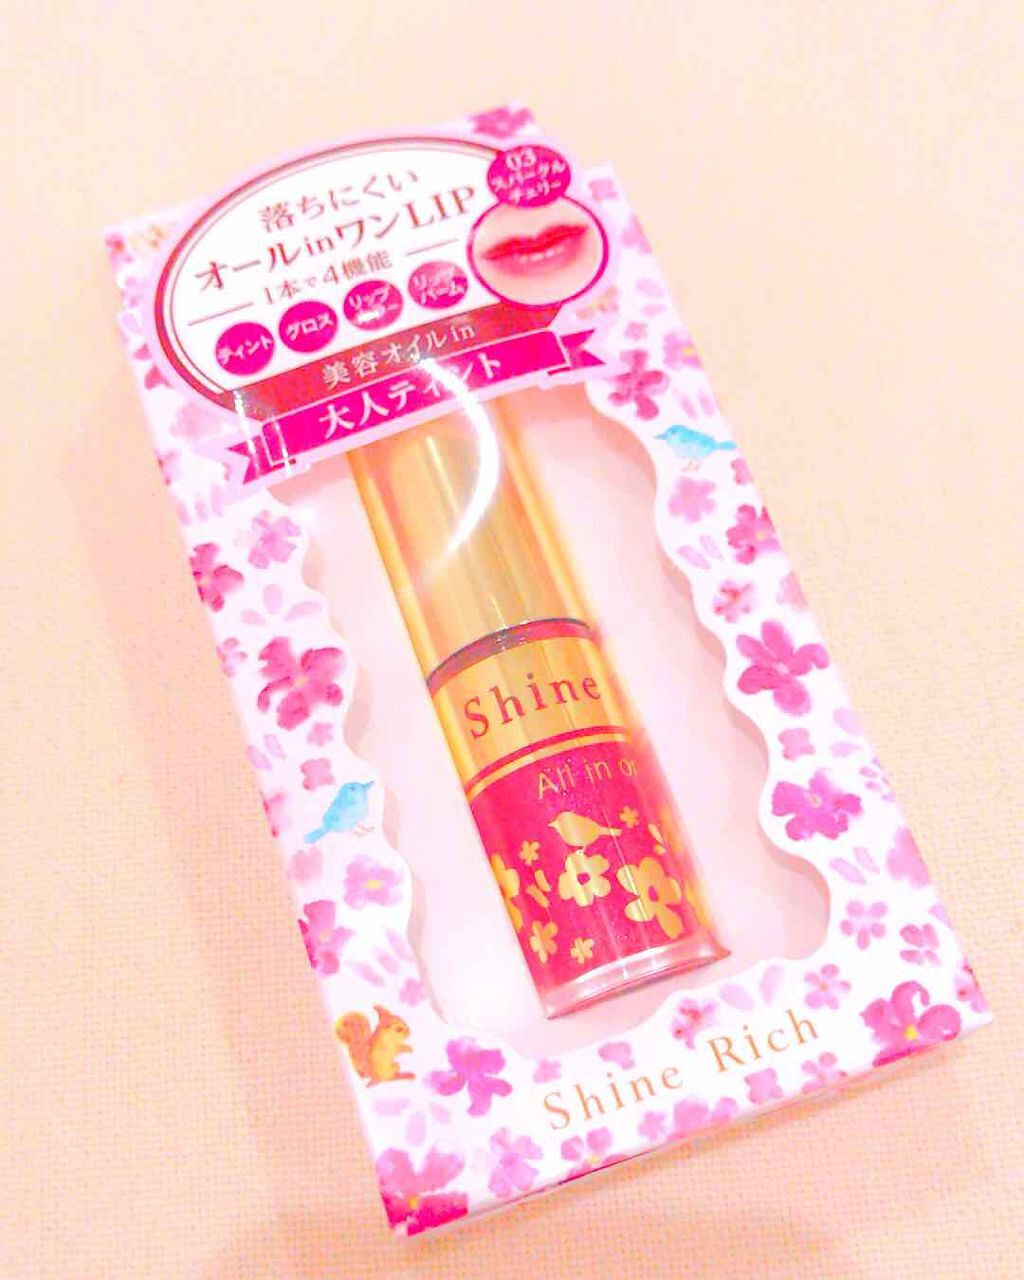 03
スパークル
チェリー
落ちにくい
オールinワンLIP
1本で4機能
ティント
グロス
リップ
リップ
バーム
美容オイルin
大人ティント
Shine
All in on
Shine Rich